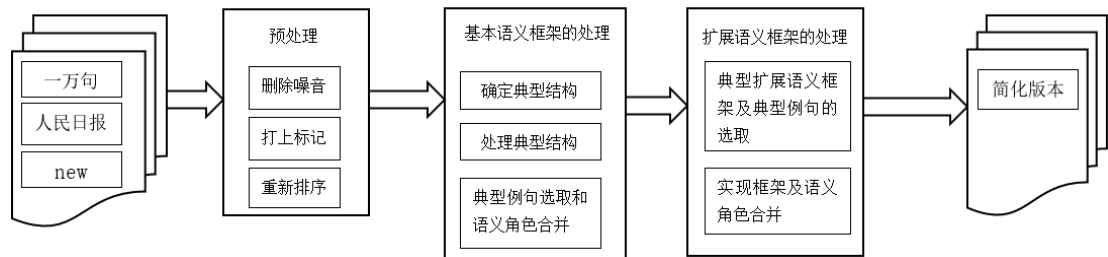 一万句
人民日报
new
预处理
删除噪音
打上标记
重新排序
基本语义框架的处理
确定典型结构
处理典型结构
典型例句选取和
语义角色合并
扩展语义框架的处理
典型扩展语义框
架及典型例句的
选取
实现框架及语义
角色合并
简化版本